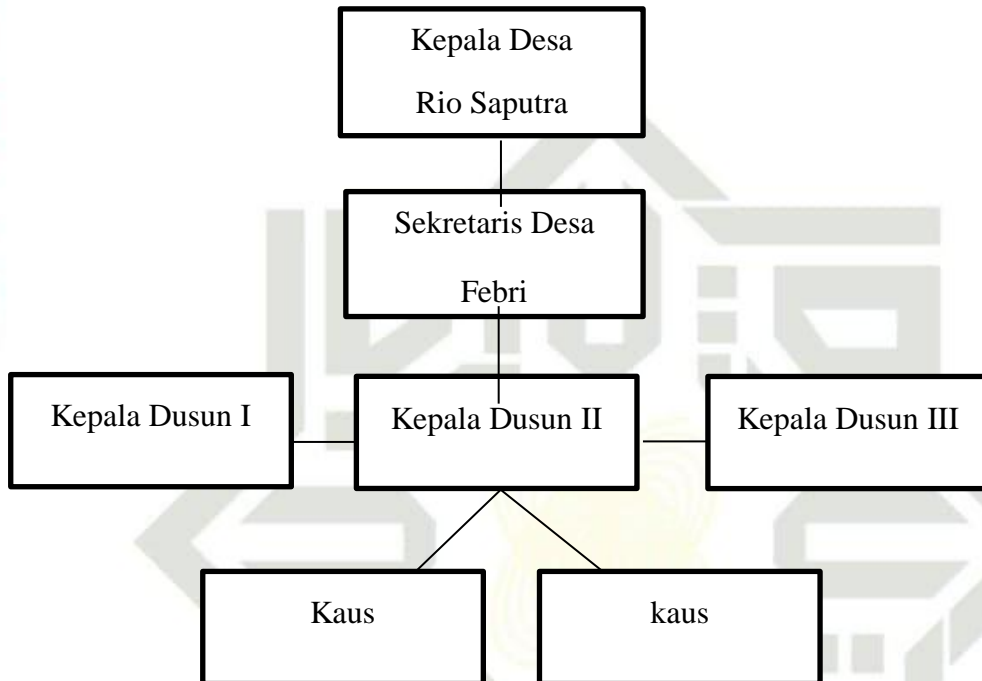 Kepala Desa
Rio Saputra
Sekretaris Desa
Febri
Kepala Dusun I
Kepala Dusun II
Kepala Dusun III
Kaus
kaus